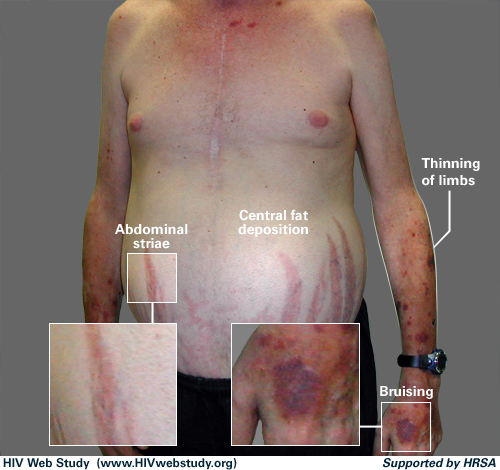 Thinning
of limbs
Abdominal
striae
Central fat
deposition
Bruising
HIV Web Study (www.HIVwebstudy.org)
Supported by HRSA